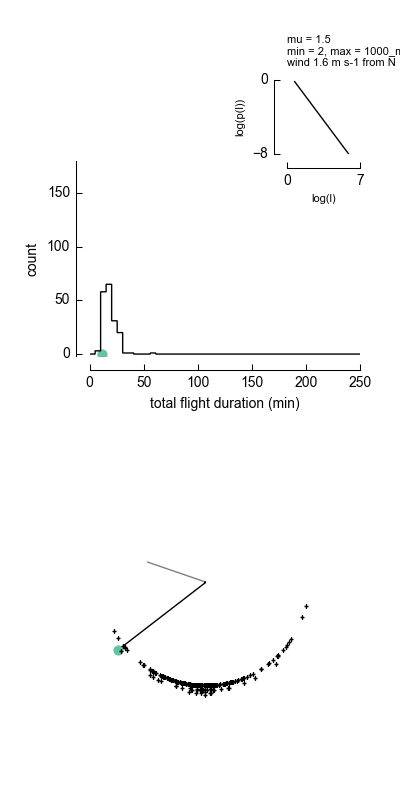 mu = 1.5
min = 2, max = 1000_m
wind 1.6 m s-1 from N
0
log(p(l))
−8
0
7
log(l)
150
100
50
0
count
0
50
100
150
200
250
total flight duration (min)